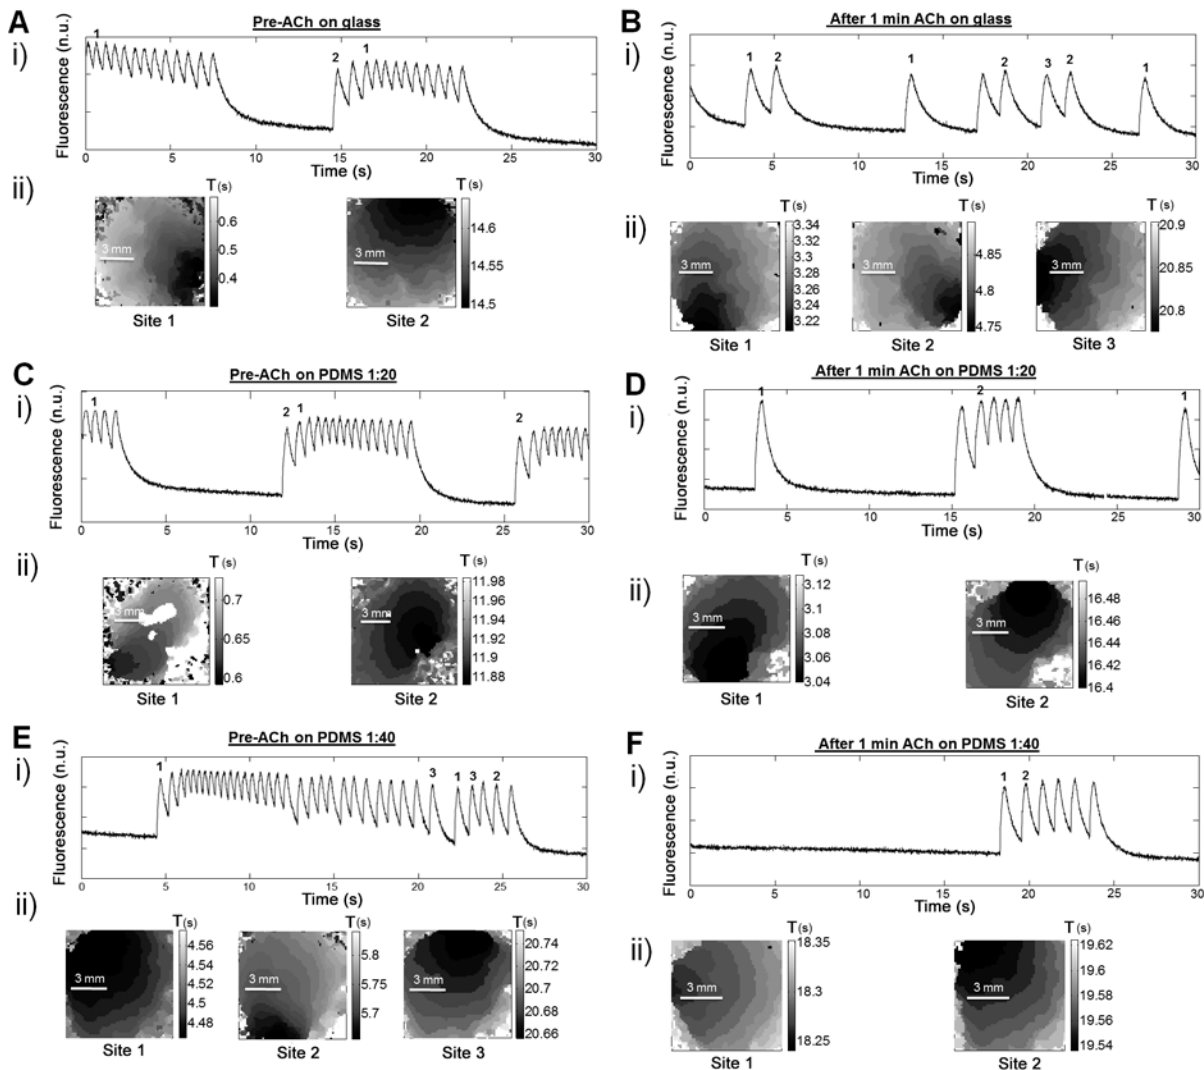 A
Pre-ACh on glass
i)
Fluorescence (n.u.)
1
2
1
0 5 10 15 20 25 30
Time (s)
ii)
T (s)
0.6
0.5
0.4
3 mm
Site 1
T (s)
14.6
14.55
14.5
3 mm
Site 2
B
After 1 min ACh on glass
i)
Fluorescence (n.u.)
1 2 1 2 3 2 1
0 5 10 15 20 25 30
Time (s)
ii)
T (s)
3.34
3.32
3.3
3.28
3.26
3.24
3.22
3 mm
Site 1
T (s)
4.85
4.8
4.75
3 mm
Site 2
T (s)
20.9
20.85
20.8
3 mm
Site 3
C
Pre-ACh on PDMS 1:20
i)
Fluorescence (n.u.)
1 2 1 2
0 5 10 15 20 25 30
Time (s)
ii)
T (s)
0.7
0.65
0.6
3 mm
Site 1
T (s)
11.98
11.96
11.94
11.92
11.9
11.88
3 mm
Site 2
D
After 1 min ACh on PDMS 1:20
i)
Fluorescence (n.u.)
1 2 1
0 5 10 15 20 25 30
Time (s)
ii)
T (s)
3.12
3.1
3.08
3.06
3.04
3 mm
Site 1
T (s)
16.48
16.46
16.44
16.42
16.4
3 mm
Site 2
E
Pre-ACh on PDMS 1:40
i)
Fluorescence (n.u.)
1 3 1 3 2
0 5 10 15 20 25 30
Time (s)
ii)
T (s)
4.56
4.54
4.52
4.5
4.48
3 mm
Site 1
T (s)
5.8
5.75
5.7
Site 2
3 mm
T (s)
20.74
20.72
20.7
20.68
20.66
3 mm
Site 3
F
After 1 min ACh on PDMS 1:40
i)
Fluorescence (n.u.)
1 2
0 5 10 15 20 25 30
Time (s)
ii)
T (s)
18.35
18.3
18.25
3 mm
Site 1
T (s)
19.62
19.6
19.58
19.56
19.54
3 mm
Site 2